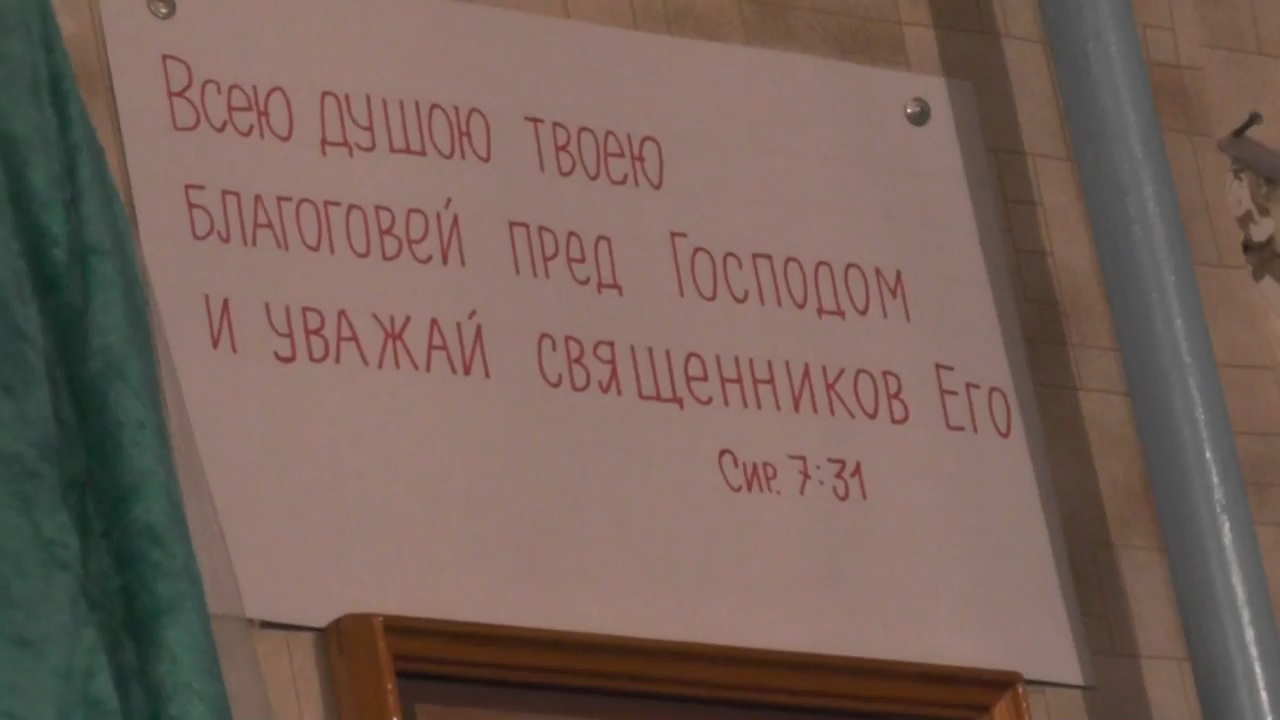 Всею душою твоею
благоговей пред Господом
и уважай священников Его
Сир. 7:31